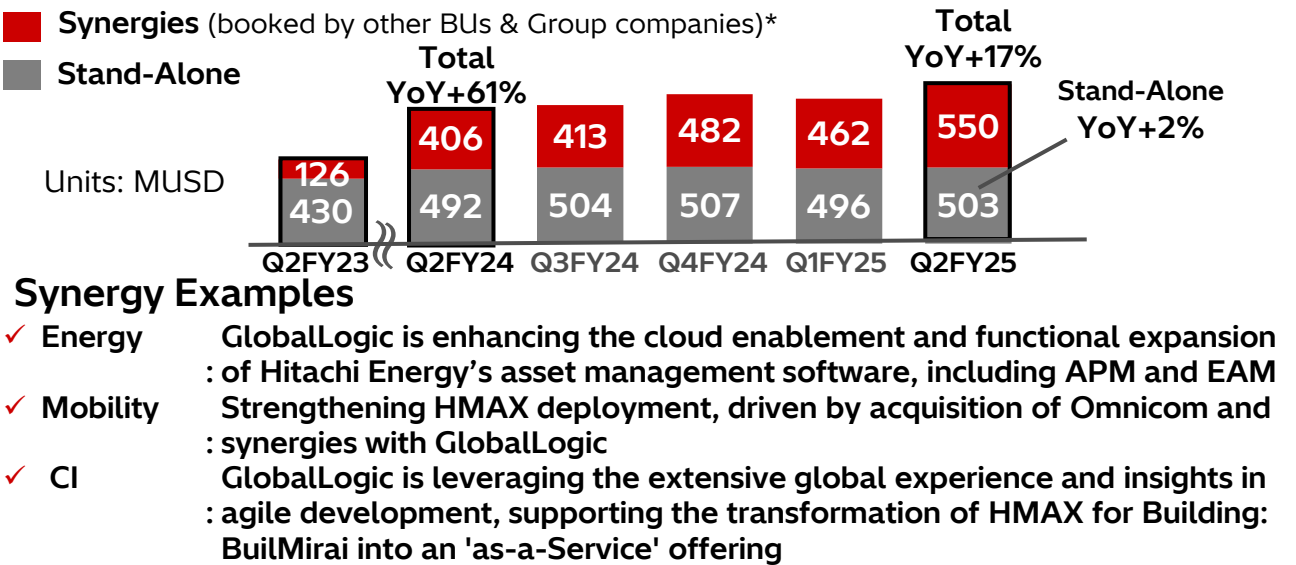 Synergies (booked by other BUs & Group companies)*
Stand-Alone
Units: MUSD
Total
YoY+61%
Total
YoY+17%
Stand-Alone
YoY+2%
126
430
406
492
413
504
482
507
462
496
550
503
Q2FY23
Q2FY24
Q3FY24
Q4FY24
Q1FY25
Q2FY25
Synergy Examples
✓ Energy GlobalLogic is enhancing the cloud enablement and functional expansion
: of Hitachi Energy’s asset management software, including APM and EAM
✓ Mobility Strengthening HMAX deployment, driven by acquisition of Omnicom and
: synergies with GlobalLogic
✓ CI GlobalLogic is leveraging the extensive global experience and insights in
: agile development, supporting the transformation of HMAX for Building:
BuilMirai into an 'as-a-Service' offering